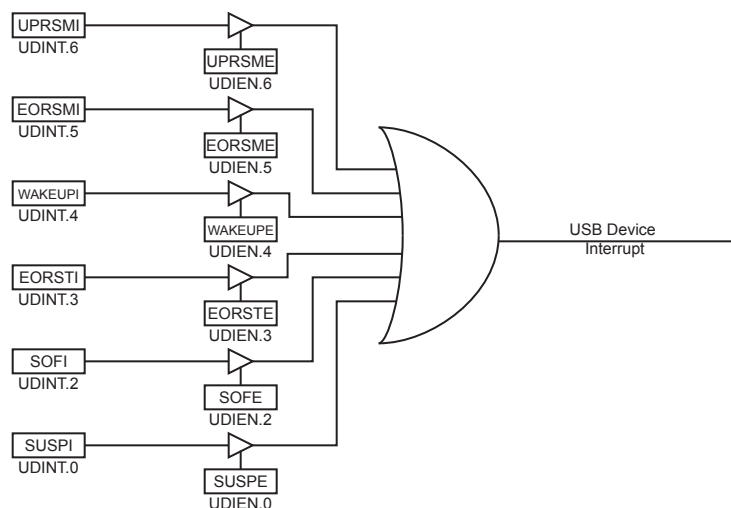 UPRSMI
UDINT.6
UPRSME
UDIEN.6
EORSMI
UDINT.5
EORSME
UDIEN.5
WAKEUPI
UDINT.4
WAKEUPE
UDIEN.4
EORSTI
UDINT.3
EORSTE
UDIEN.3
SOFI
UDINT.2
SOFE
UDIEN.2
SUSPI
UDINT.0
SUSPE
UDIEN.0
USB Device
Interrupt